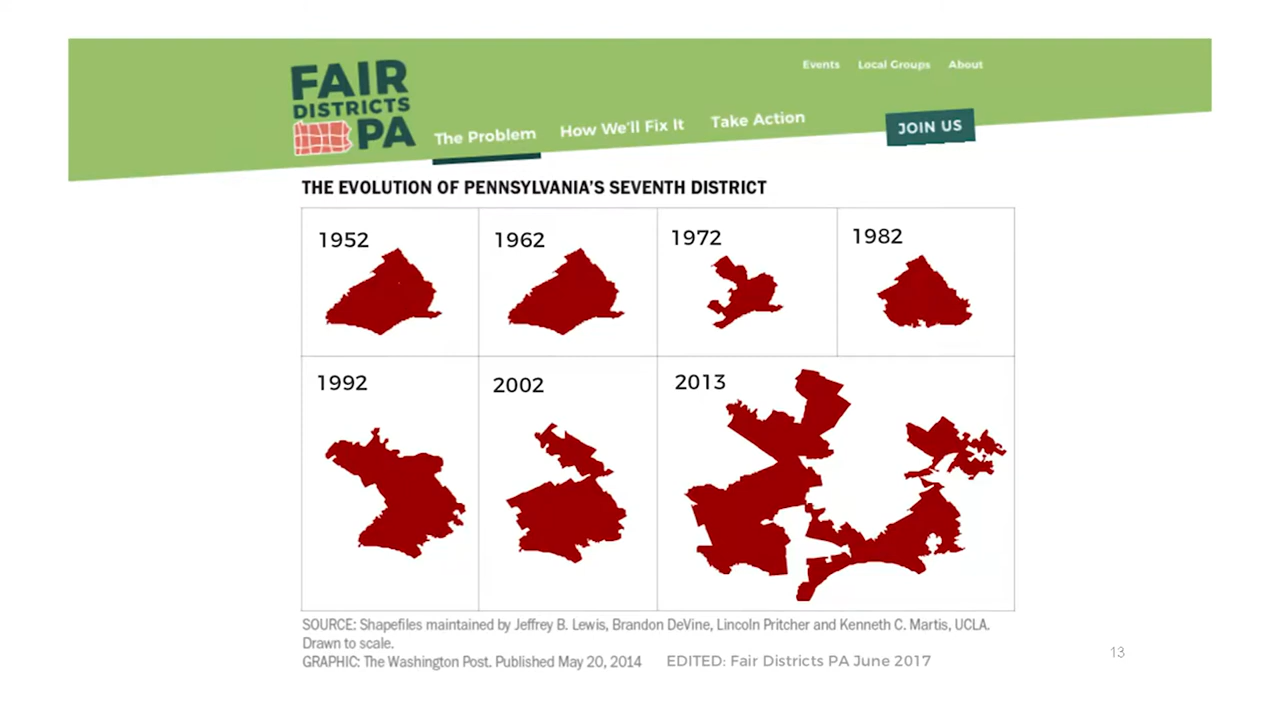 FAIR
DISTRICTS
PA
Events Local Groups About
The Problem How We'll Fix It Take Action
JOIN US
THE EVOLUTION OF PENNSYLVANIA'S SEVENTH DISTRICT
1952 1962 1972 1982
1992 2002 2013
SOURCE: Shapefiles maintained by Jeffrey B. Lewis, Brandon DeVine, Lincoln Pritcher and Kenneth C. Martis, UCLA.
Drawn to scale.
GRAPHIC: The Washington Post. Published May 20, 2014 EDITED: Fair Districts PA June 2017
13